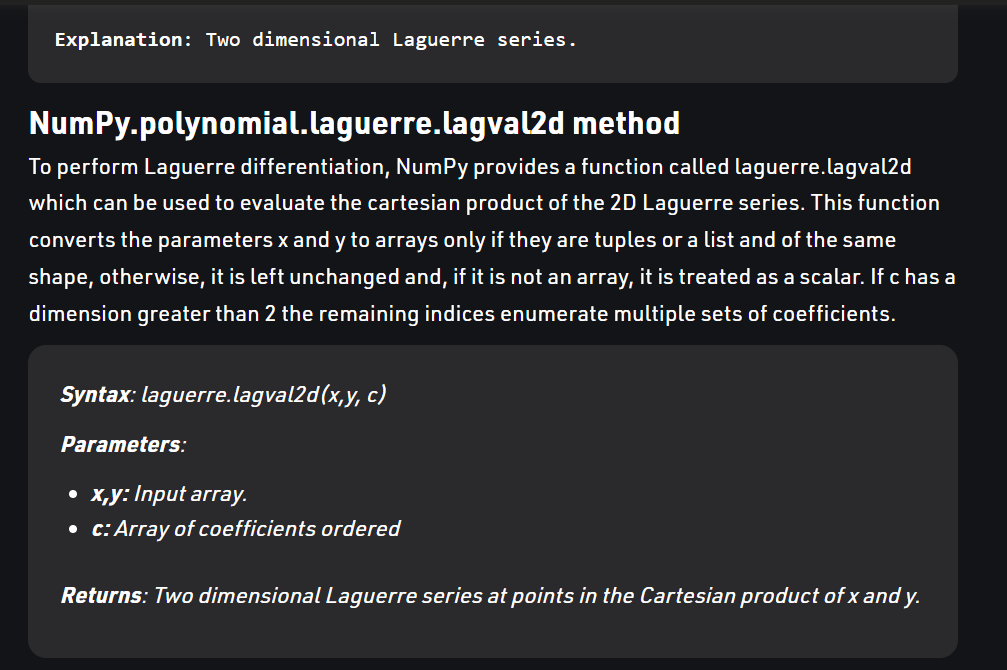 Explanation: Two dimensional Laguerre series.
NumPy.polynomial.laguerre.lagval2d method
To perform Laguerre differentiation, NumPy provides a function called laguerre.lagval2d
which can be used to evaluate the cartesian product of the 2D Laguerre series. This function
converts the parameters x and y to arrays only if they are tuples or a list and of the same
shape, otherwise, it is left unchanged and, if it is not an array, it is treated as a scalar. If c has a
dimension greater than 2 the remaining indices enumerate multiple sets of coefficients.
Syntax: laguerre.lagval2d(x,y, c)
Parameters:
• x,y: Input array.
• c: Array of coefficients ordered
Returns: Two dimensional Laguerre series at points in the Cartesian product of x and y.